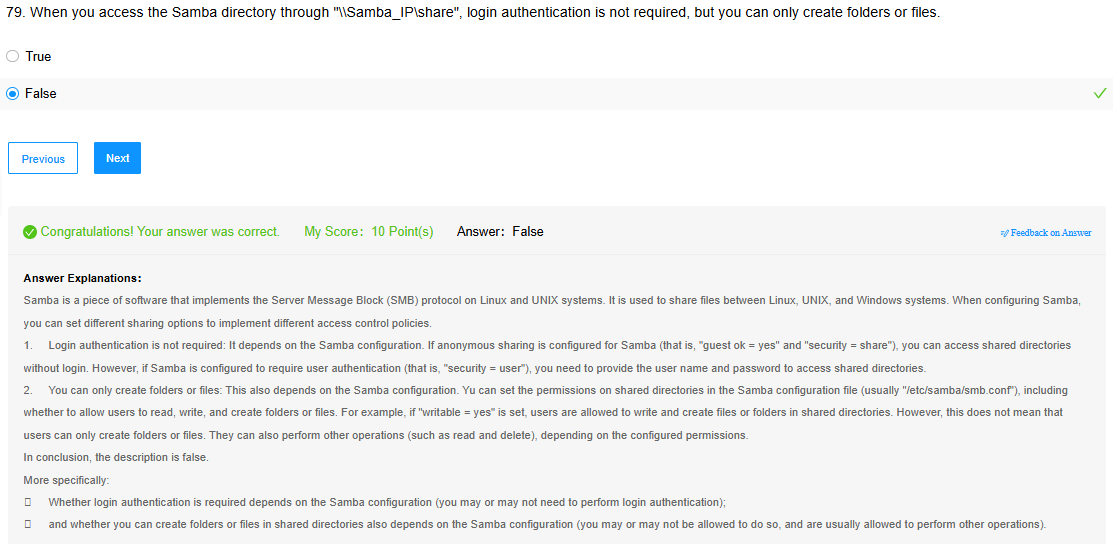 79. When you access the Samba directory through "\\Samba_IP\share", login authentication is not required, but you can only create folders or files.
True
False
Previous
Next
Congratulations! Your answer was correct. My Score: 10 Point(s) Answer: False
Feedback on Answer
Answer Explanations:
Samba is a piece of software that implements the Server Message Block (SMB) protocol on Linux and UNIX systems. It is used to share files between Linux, UNIX, and Windows systems. When configuring Samba,
you can set different sharing options to implement different access control policies.
1. Login authentication is not required: It depends on the Samba configuration. If anonymous sharing is configured for Samba (that is, "guest ok = yes" and "security = share"), you can access shared directories
without login. However, if Samba is configured to require user authentication (that is, "security = user"), you need to provide the user name and password to access shared directories.
2. You can only create folders or files: This also depends on the Samba configuration. Yu can set the permissions on shared directories in the Samba configuration file (usually "/etc/samba/smb.conf"), including
whether to allow users to read, write, and create folders or files. For example, if "writable = yes" is set, users are allowed to write and create files or folders in shared directories. However, this does not mean that
users can only create folders or files. They can also perform other operations (such as read and delete), depending on the configured permissions.
In conclusion, the description is false.
More specifically:
Whether login authentication is required depends on the Samba configuration (you may or may not need to perform login authentication);
and whether you can create folders or files in shared directories also depends on the Samba configuration (you may or may not be allowed to do so, and are usually allowed to perform other operations).